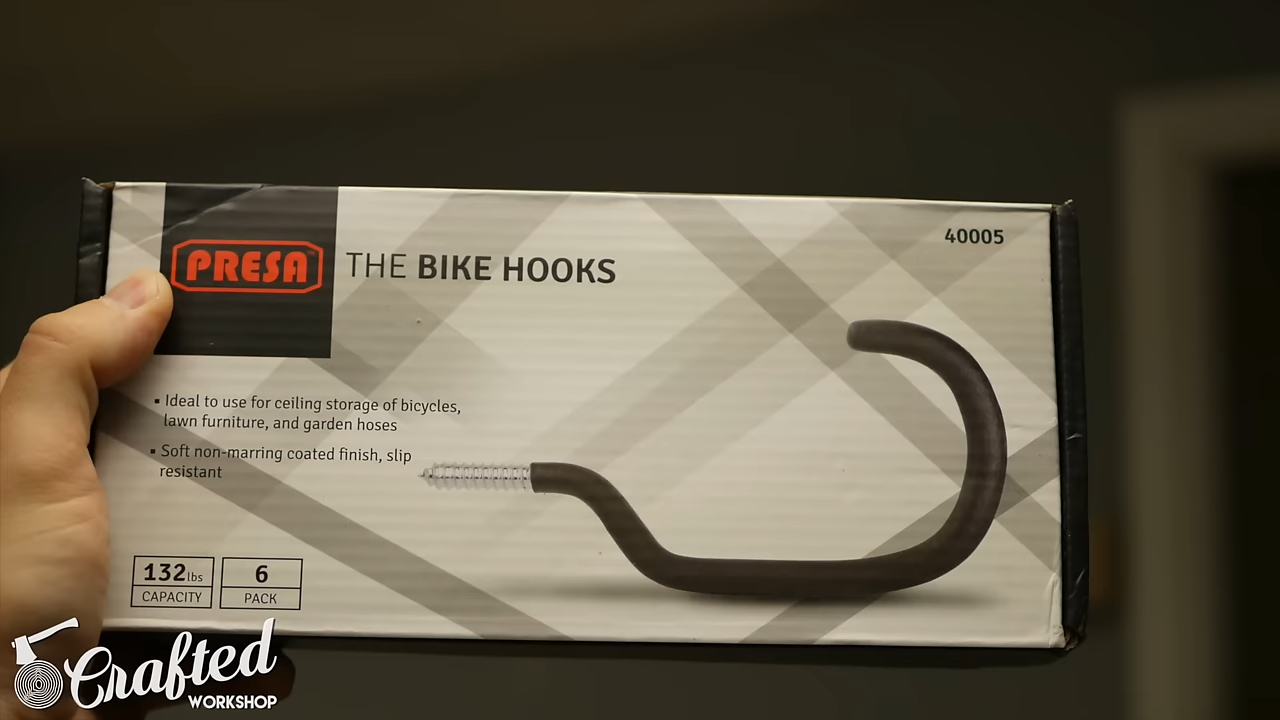 PRESA
THE BIKE HOOKS
40005
▪ Ideal to use for ceiling storage of bicycles,
lawn furniture, and garden hoses
▪ Soft non-marring coated finish, slip
resistant
132lbs
CAPACITY
6
PACK
Crafted
WORKSHOP